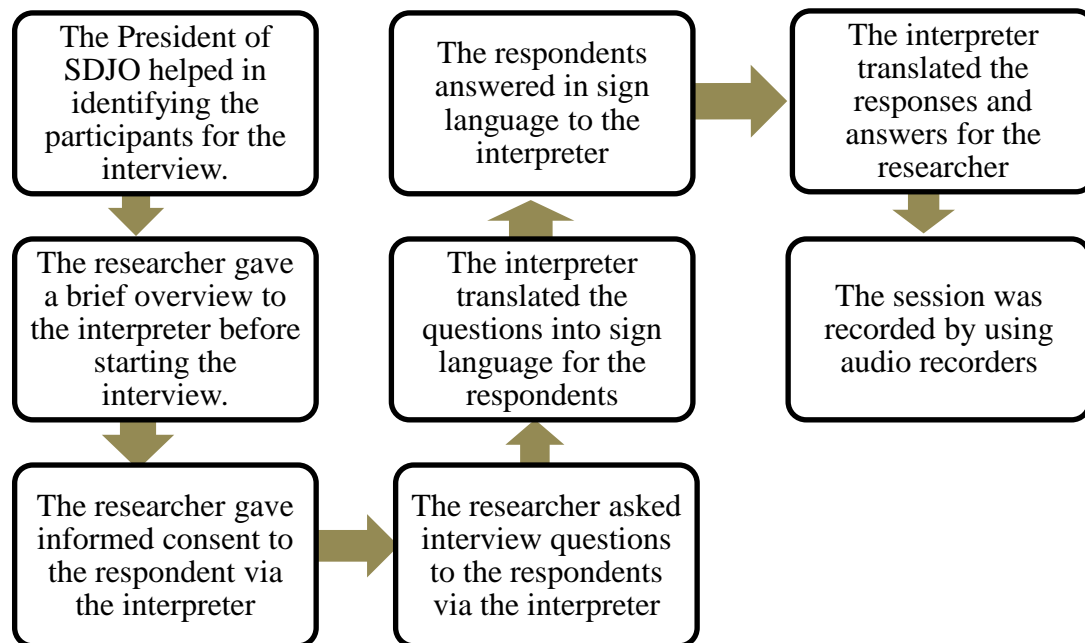 The President of
SDJO helped in
identifying the
participants for the
interview.
The researcher gave
a brief overview to
the interpreter before
starting the
interview.
The researcher gave
informed consent to
the respondent via
the interpreter
The researcher asked
interview questions
to the respondents
via the interpreter
The interpreter
translated the
questions into sign
language for the
respondents
The respondents
answered in sign
language to the
interpreter
The interpreter
translated the
responses and
answers for the
researcher
The session was
recorded by using
audio recorders